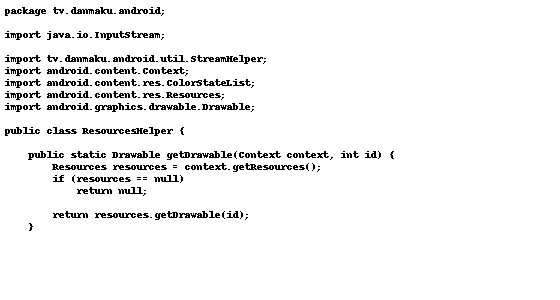 package tv.danmaku.android;

import java.io.InputStream;

import tv.danmaku.android.util.StreamHelper;
import android.content.Context;
import android.content.res.ColorStateList;
import android.content.res.Resources;
import android.graphics.drawable.Drawable;

public class ResourcesHelper {

    public static Drawable getDrawable(Context context, int id) {
        Resources resources = context.getResources();
        if (resources == null)
            return null;

        return resources.getDrawable(id);
    }